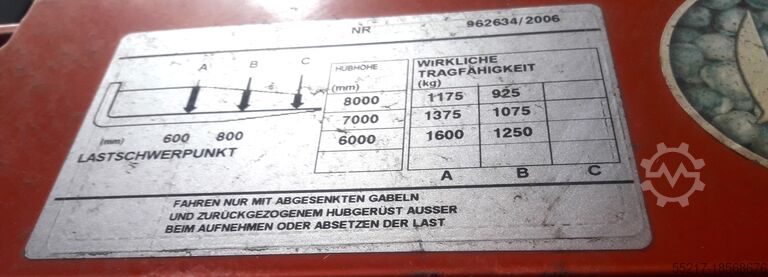 NR 962634/2006
A B C
(mm) 600 800
LASTSCHWERPUNKT
HUBHÖHE
(mm)
8000
7000
6000
WIRKLICHE
TRAGFÄHIGKEIT
(kg)
1175 925
1375 1075
1600 1250
A B C
FAHREN NUR MIT ABGESENKTEN GABELN
UND ZURÜCKGEZOGENEM HUBGERÜST AUSSER
BEIM AUFNEHMEN ODER ABSETZEN DER LAST